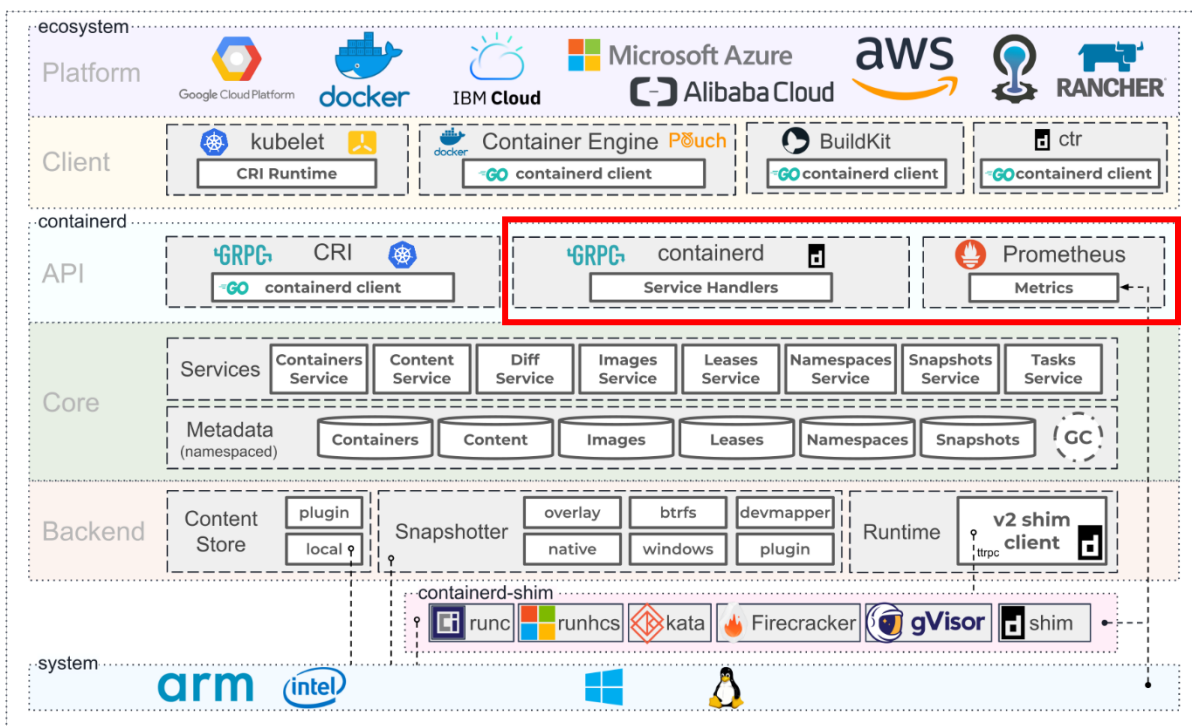 ecosystem
Platform
Google Cloud Platform
docker
IBM Cloud
Microsoft Azure
Alibaba Cloud
aws
RANCHER
Client
kubelet
CRI Runtime
docker
Container Engine
Pouch
GO containerd client
BuildKit
GO containerd client
ctr
GO containerd client
containerd
API
GRPC
CRI
GO containerd client
GRPC
containerd
Service Handlers
Prometheus
Metrics
Core
Services
Containers
Service
Content
Service
Diff
Service
Images
Service
Leases
Service
Namespaces
Service
Snapshots
Service
Tasks
Service
Metadata
(namespaced)
Containers
Content
Images
Leases
Namespaces
Snapshots
GC
Backend
Content
Store
plugin
local
Snapshotter
overlay
btrfs
devmapper
native
windows
plugin
Runtime
v2 shim
client
ttrpc
containerd-shim
runc
runhcs
kata
Firecracker
gVisor
shim
system
arm
intel